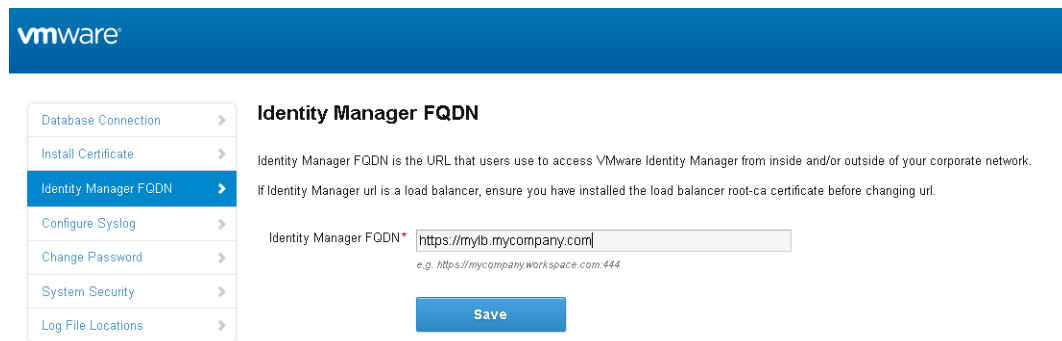 vmware®
Database Connection
Install Certificate
Identity Manager FQDN
Configure Syslog
Change Password
System Security
Log File Locations
Identity Manager FQDN
Identity Manager FQDN is the URL that users use to access VMware Identity Manager from inside and/or outside of your corporate network.
If Identity Manager url is a load balancer, ensure you have installed the load balancer root-ca certificate before changing url.
Identity Manager FQDN* https://mylb.mycompany.com
e.g. https://mycompany.workspace.com:444
Save